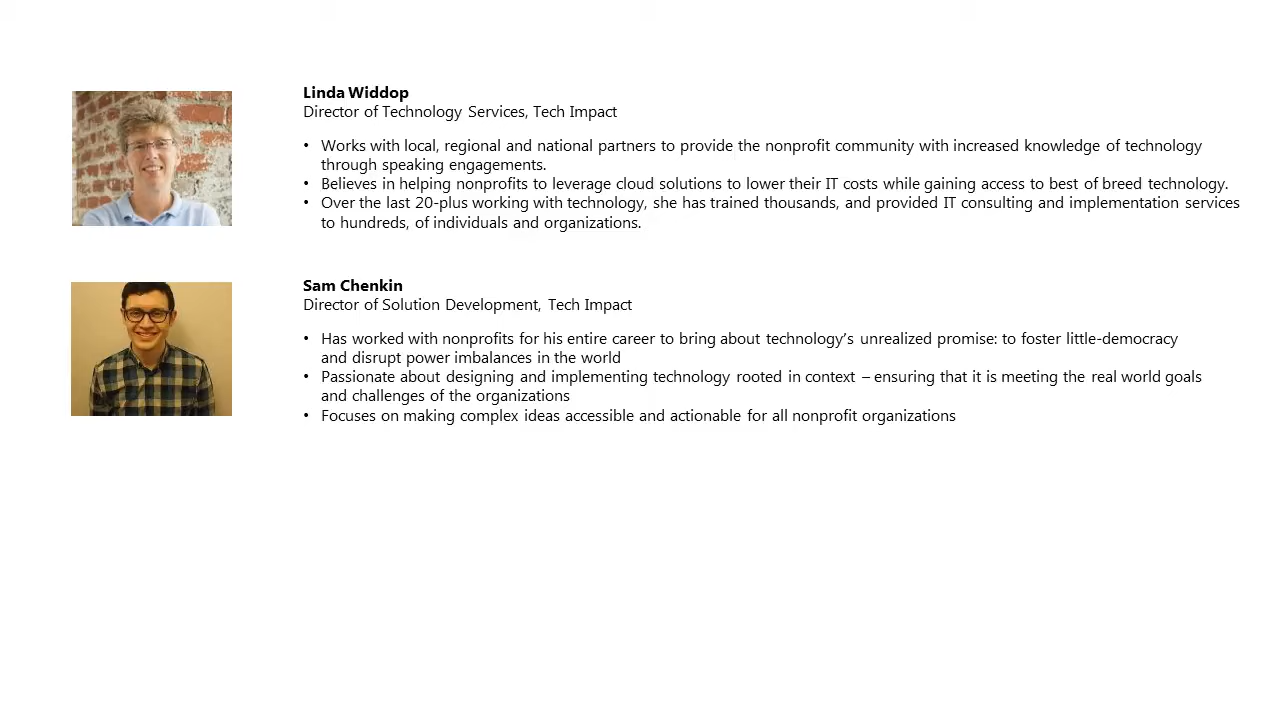 Linda Widdop
Director of Technology Services, Tech Impact
• Works with local, regional and national partners to provide the nonprofit community with increased knowledge of technology
through speaking engagements.
• Believes in helping nonprofits to leverage cloud solutions to lower their IT costs while gaining access to best of breed technology.
• Over the last 20-plus working with technology, she has trained thousands, and provided IT consulting and implementation services
to hundreds, of individuals and organizations.
Sam Chenkin
Director of Solution Development, Tech Impact
• Has worked with nonprofits for his entire career to bring about technology’s unrealized promise: to foster little-democracy
and disrupt power imbalances in the world
• Passionate about designing and implementing technology rooted in context – ensuring that it is meeting the real world goals
and challenges of the organizations
• Focuses on making complex ideas accessible and actionable for all nonprofit organizations